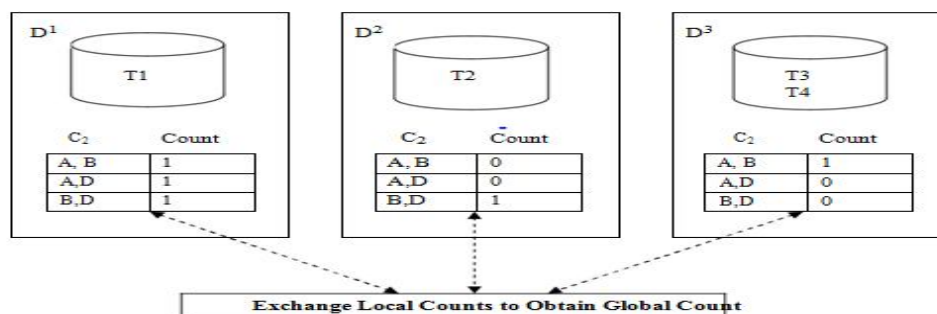 D¹
T1
C₂ Count
A, B 1
A,D 1
B,D 1
D²
T2
C₂ Count
A, B 0
A,D 0
B,D 1
D³
T3
T4
C₂ Count
A, B 1
A,D 0
B,D 0
Exchange Local Counts to Obtain Global Count